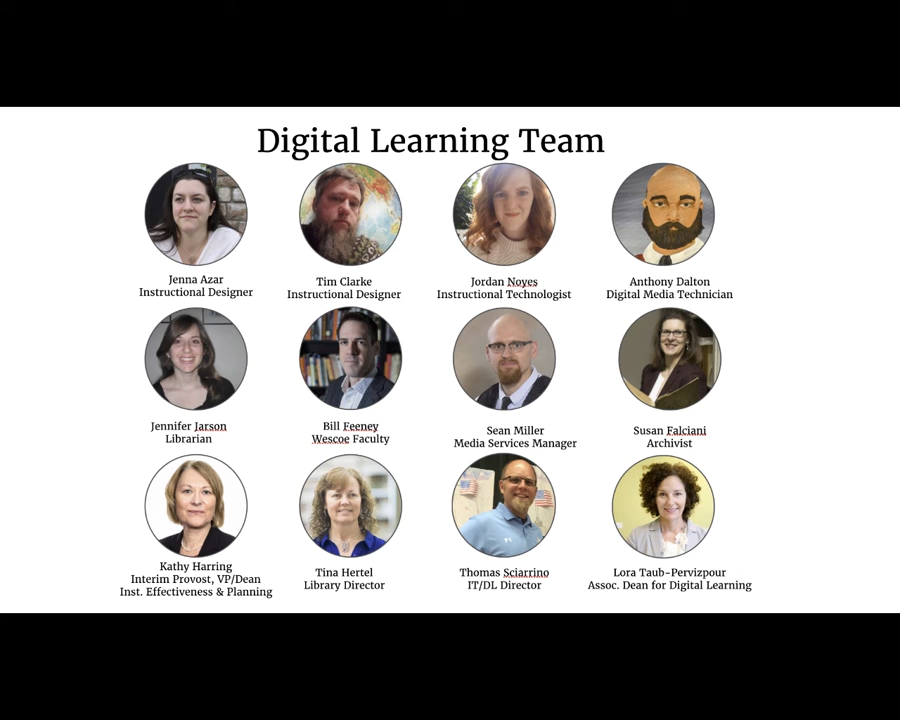 Digital Learning Team
Jenna Azar
Instructional Designer
Tim Clarke
Instructional Designer
Jordan Noyes
Instructional Technologist
Anthony Dalton
Digital Media Technician
Jennifer Jarson
Librarian
Bill Feeney
Wescoe Faculty
Sean Miller
Media Services Manager
Susan Falciani
Archivist
Kathy Harring
Interim Provost, VP/Dean
Inst. Effectiveness & Planning
Tina Hertel
Library Director
Thomas Sciarrino
IT/DL Director
Lora Taub-Pervizpour
Assoc. Dean for Digital Learning